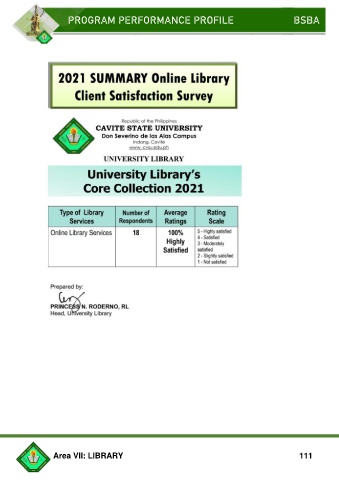 PROGRAM PERFORMANCE PROFILE BSBA
2021 SUMMARY Online Library
Client Satisfaction Survey
Republic of the Philippines
CAVITE STATE UNIVERSITY
Don Severino de las Alas Campus
Indang, Cavite
www.cvsu.edu.ph
UNIVERSITY LIBRARY
University Library's
Core Collection 2021
Type of Library Services
Number of Respondents
Average Ratings
Rating Scale
Online Library Services
18
100%
Highly
Satisfied
5 - Highly satisfied
4 - Satisfied
3 - Moderately
satisfied
2 - Slightly satisfied
1 - Not satisfied
Prepared by:
PRINCESS N. RODERNO, RL
Head, University Library
Area VII: LIBRARY 111